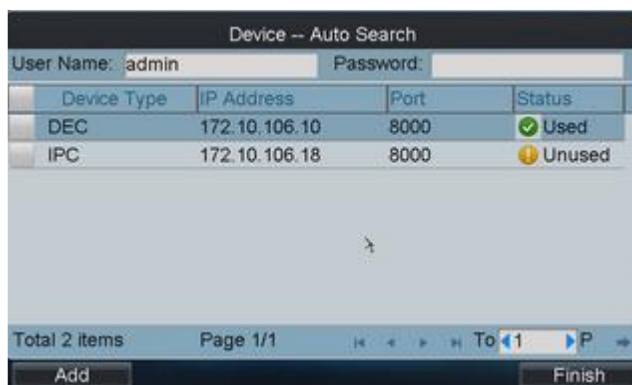 Device -- Auto Search
User Name: admin Password:
Device Type IP Address Port Status
DEC 172.10.106.10 8000 Used
IPC 172.10.106.18 8000 Unused
Total 2 items Page 1/1 To 1 P
Add Finish